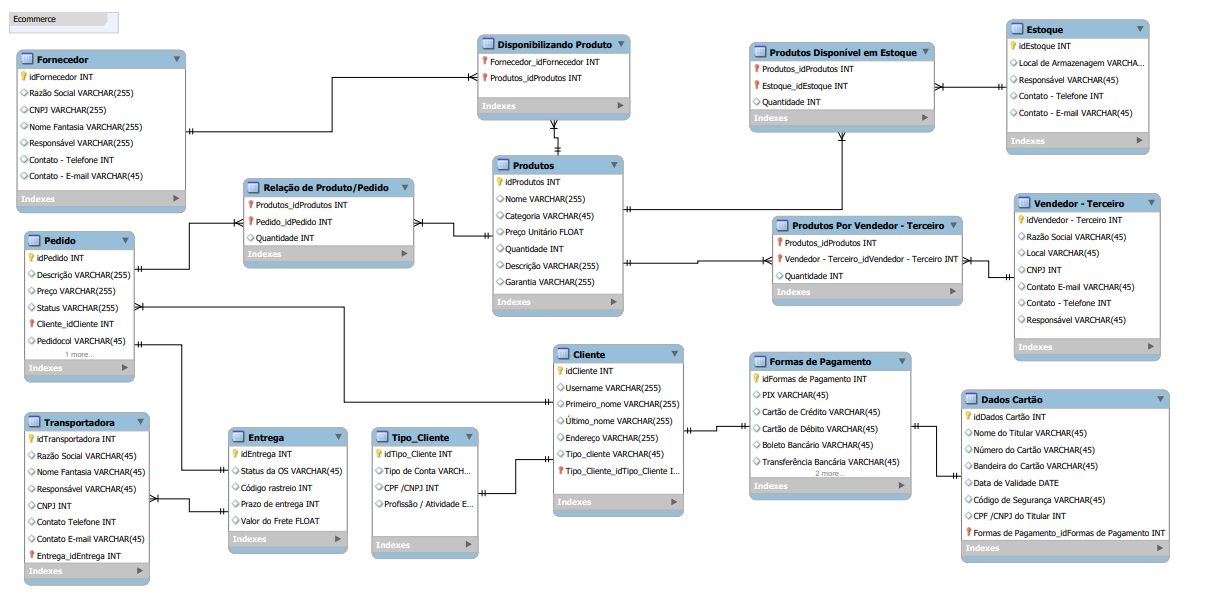 Ecommerce
Fornecedor
idFornecedor INT
Razão Social VARCHAR(255)
CNPJ VARCHAR(255)
Nome Fantasia VARCHAR(255)
Responsável VARCHAR(255)
Contato - Telefone INT
Contato - E-mail VARCHAR(45)
Indexes
Disponibilizando Produto
Fornecedor_idFornecedor INT
Produtos_idProdutos INT
Indexes
Produtos Disponível em Estoque
Produtos_idProdutos INT
Estoque_idEstoque INT
Quantidade INT
Indexes
Estoque
idEstoque INT
Local de Armazenagem VARCHA...
Responsável VARCHAR(45)
Contato - Telefone INT
Contato - E-mail VARCHAR(45)
Indexes
Relação de Produto/Pedido
Produtos_idProdutos INT
Pedido_idPedido INT
Quantidade INT
Indexes
Produtos
idProdutos INT
Nome VARCHAR(255)
Categoria VARCHAR(45)
Preço Unitário FLOAT
Quantidade INT
Descrição VARCHAR(255)
Garantia VARCHAR(255)
Indexes
Produtos Por Vendedor - Terceiro
Produtos_idProdutos INT
Vendedor - Terceiro_idVendedor - Terceiro INT
Quantidade INT
Indexes
Vendedor - Terceiro
idVendedor - Terceiro INT
Razão Social VARCHAR(45)
Local VARCHAR(45)
CNPJ INT
Contato E-mail VARCHAR(45)
Contato - Telefone INT
Responsável VARCHAR(45)
Indexes
Pedido
idPedido INT
Descrição VARCHAR(255)
Preço VARCHAR(255)
Status VARCHAR(255)
Cliente_idCliente INT
Pedidocol VARCHAR(45)
1 more...
Indexes
Transportadora
idTransportadora INT
Razão Social VARCHAR(45)
Nome Fantasia VARCHAR(45)
Responsável VARCHAR(45)
CNPJ INT
Contato Telefone INT
Contato E-mail VARCHAR(45)
Entrega_idEntrega INT
Indexes
Entrega
idEntrega INT
Status da OS VARCHAR(45)
Código rastreio INT
Prazo de entrega INT
Valor do Frete FLOAT
Indexes
Tipo_Cliente
idTipo_Cliente INT
Tipo de Conta VARCH...
CPF /CNPJ INT
Profissão / Atividade E...
Indexes
Cliente
idCliente INT
Username VARCHAR(255)
Primeiro_nome VARCHAR(255)
Último_nome VARCHAR(255)
Endereço VARCHAR(255)
Tipo_cliente VARCHAR(45)
Tipo_Cliente_idTipo_Cliente I...
Indexes
Formas de Pagamento
idFormas de Pagamento INT
PIX VARCHAR(45)
Cartão de Crédito VARCHAR(45)
Cartão de Débito VARCHAR(45)
Boleto Bancário VARCHAR(45)
Transferência Bancária VARCHAR(45)
2 more...
Indexes
Dados Cartão
idDados Cartão INT
Nome do Titular VARCHAR(45)
Número do Cartão VARCHAR(45)
Bandeira do Cartão VARCHAR(45)
Data de Validade DATE
Código de Segurança VARCHAR(45)
CPF /CNPJ do Titular INT
Formas de Pagamento_idFormas de Pagamento INT
Indexes